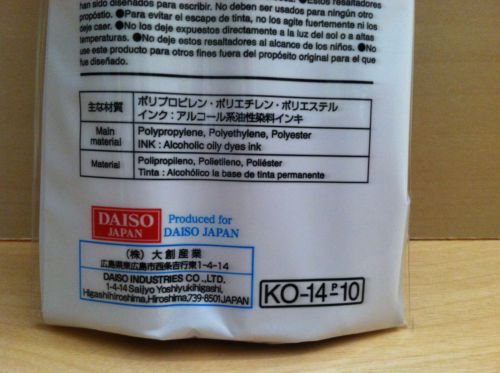 han sido diseñados para escribir. No deben ser usados para ningún otro
propósito. ●Para evitar el escape de tinta, no los agite fuertemente ni los
deje caer. ●No los deje expuestos directamente a la luz del sol o a altas
temperaturas. ●No deje estos resaltadores al alcance de los niños. ●No
use este producto para otros fines fuera del propósito original para el que
fue diseñado.
主な材質 ポリプロピレン・ポリエチレン・ポリエステル
インク：アルコール系油性染料インキ
Main material Polypropylene, Polyethylene, Polyester
INK : Alcoholic oily dyes ink
Material Polipropileno, Polietileno, Poliéster
Tinta : Alcohólico la base de tinta permanente
DAISO
JAPAN
Produced for
DAISO JAPAN
(株) 大創産業
広島県東広島市西条吉行東1-4-14
DAISO INDUSTRIES CO.,LTD.
1-4-14 Saijyo Yoshiyukihigashi,
Higashihiroshima,Hiroshima,739-8501JAPAN
KO-14-P-10